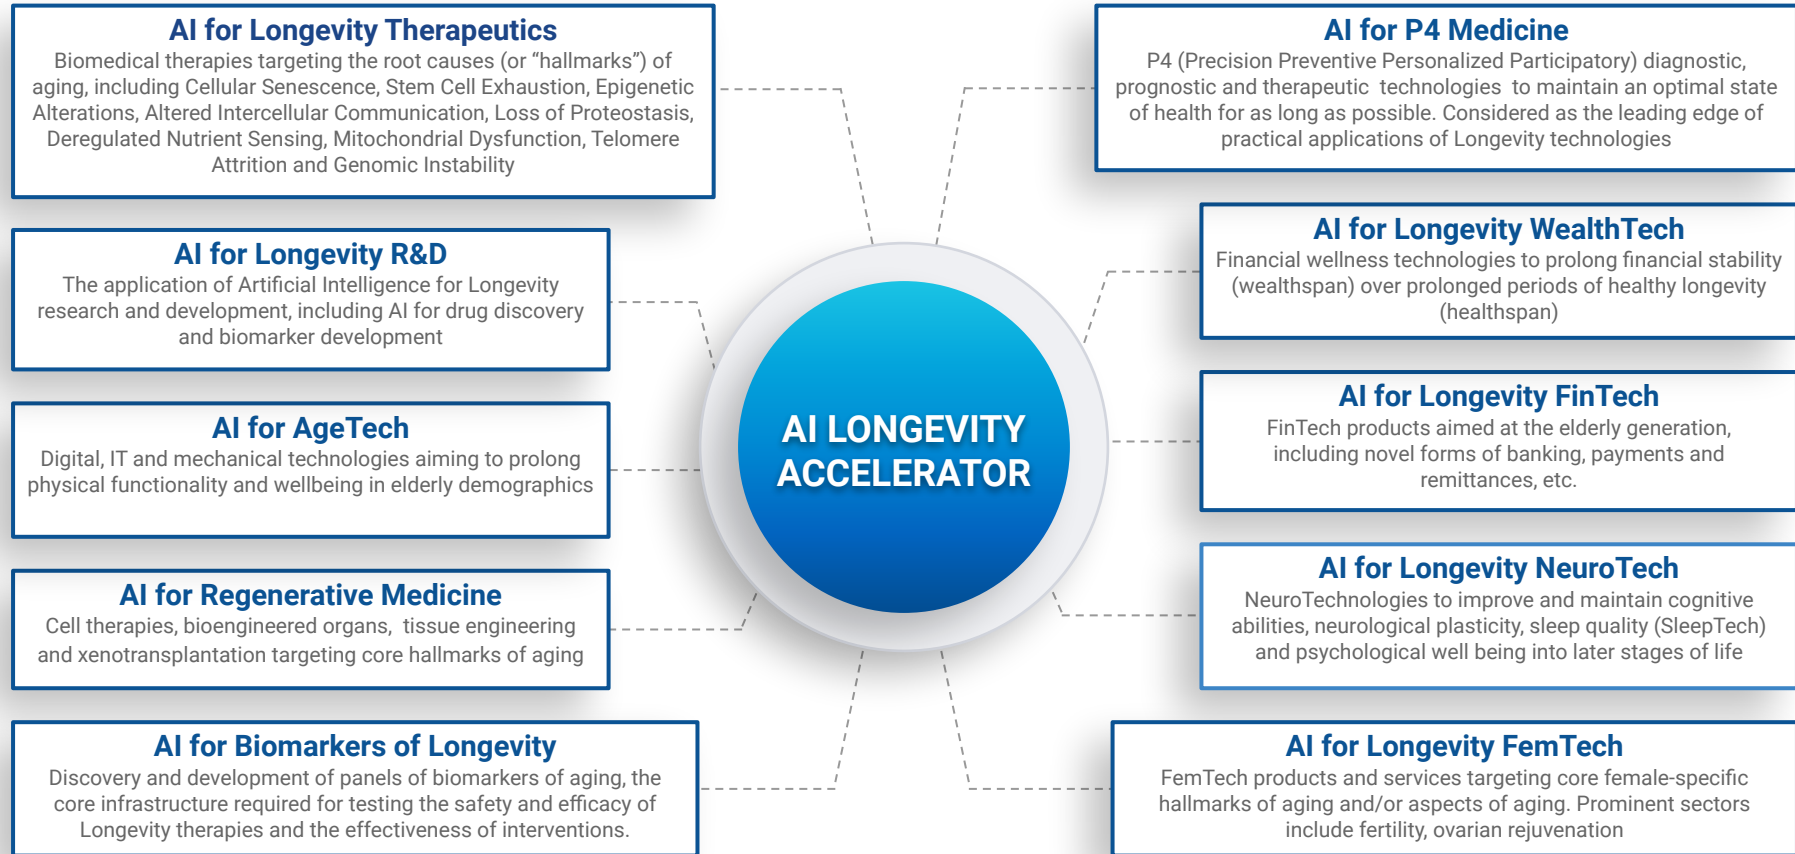 AI for Longevity Therapeutics
Biomedical therapies targeting the root causes (or “hallmarks”) of
aging, including Cellular Senescence, Stem Cell Exhaustion, Epigenetic
Alterations, Altered Intercellular Communication, Loss of Proteostasis,
Deregulated Nutrient Sensing, Mitochondrial Dysfunction, Telomere
Attrition and Genomic Instability
AI for Longevity R&D
The application of Artificial Intelligence for Longevity
research and development, including AI for drug discovery
and biomarker development
AI for AgeTech
Digital, IT and mechanical technologies aiming to prolong
physical functionality and wellbeing in elderly demographics
AI for Regenerative Medicine
Cell therapies, bioengineered organs, tissue engineering
and xenotransplantation targeting core hallmarks of aging
AI for Biomarkers of Longevity
Discovery and development of panels of biomarkers of aging, the
core infrastructure required for testing the safety and efficacy of
Longevity therapies and the effectiveness of interventions.
AI LONGEVITY
ACCELERATOR
AI for P4 Medicine
P4 (Precision Preventive Personalized Participatory) diagnostic,
prognostic and therapeutic technologies to maintain an optimal state
of health for as long as possible. Considered as the leading edge of
practical applications of Longevity technologies
AI for Longevity WealthTech
Financial wellness technologies to prolong financial stability
(wealthspan) over prolonged periods of healthy longevity
(healthspan)
AI for Longevity FinTech
FinTech products aimed at the elderly generation,
including novel forms of banking, payments and
remittances, etc.
AI for Longevity NeuroTech
NeuroTechnologies to improve and maintain cognitive
abilities, neurological plasticity, sleep quality (SleepTech)
and psychological well being into later stages of life
AI for Longevity FemTech
FemTech products and services targeting core female-specific
hallmarks of aging and/or aspects of aging. Prominent sectors
include fertility, ovarian rejuvenation